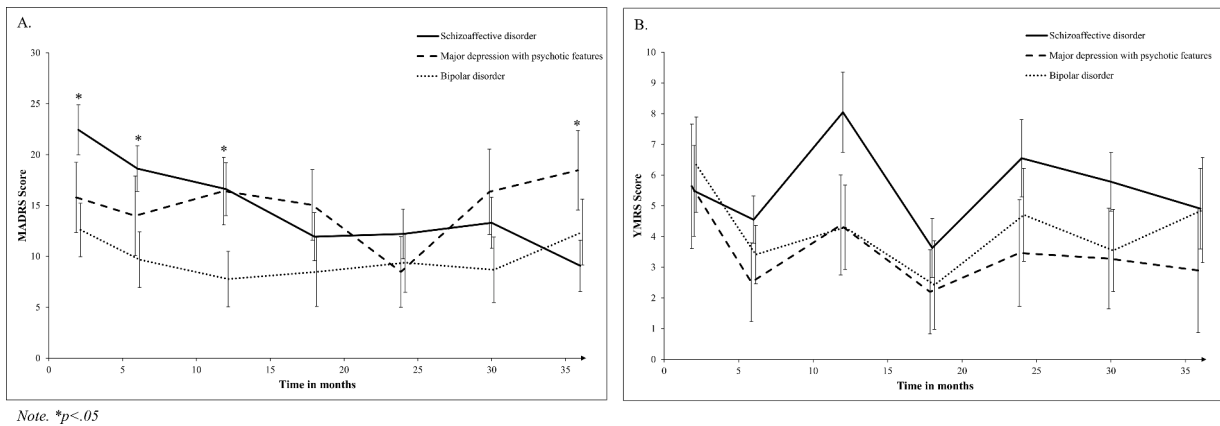 A.
Schizoaffective disorder
Major depression with psychotic features
Bipolar disorder
MADRS Score
30
25
20
15
10
5
0
*
*
*
*
0 5 10 15 20 25 30 35
Time in months
B.
Schizoaffective disorder
Major depression with psychotic features
Bipolar disorder
YMRS Score
10
9
8
7
6
5
4
3
2
1
0
0 5 10 15 20 25 30 35
Time in months
Note. *p<.05